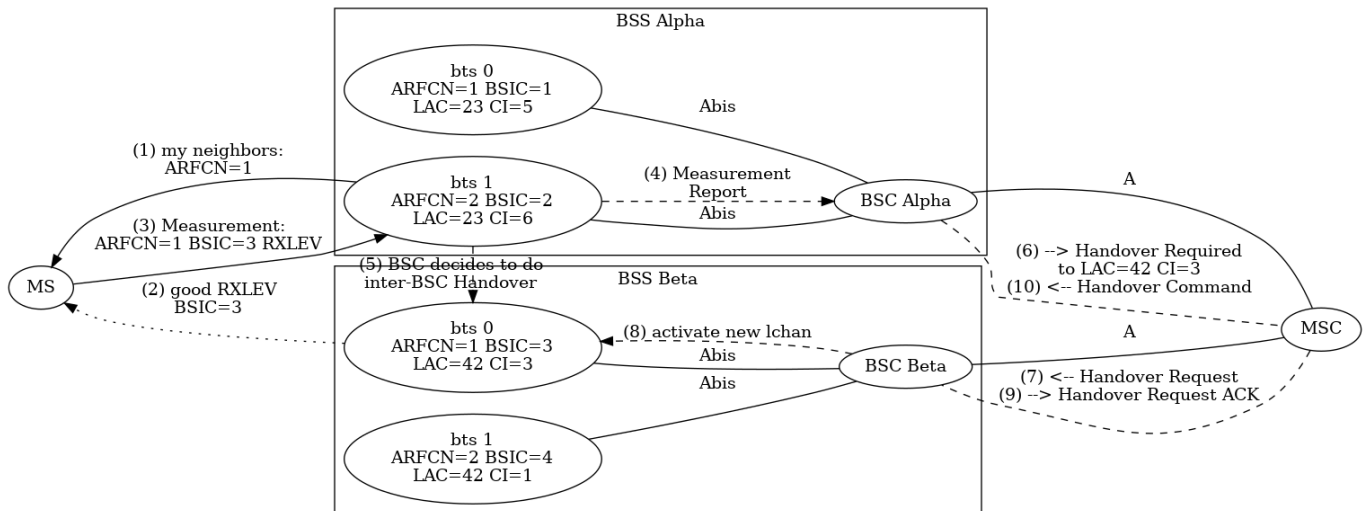 BSS Alpha
bts 0
ARFCN=1 BSIC=1
LAC=23 CI=5
Abis
(1) my neighbors:
ARFCN=1
bts 1
ARFCN=2 BSIC=2
LAC=23 CI=6
(4) Measurement
Report
Abis
BSC Alpha
A
(3) Measurement:
ARFCN=1 BSIC=3 RXLEV
(6) --> Handover Required
to LAC=42 CI=3
(10) <-- Handover Command
(5) BSC decides to do
inter-BSC Handover
BSS Beta
MS
(2) good RXLEV
BSIC=3
bts 0
ARFCN=1 BSIC=3
LAC=42 CI=3
(8) activate new lchan
Abis
Abis
BSC Beta
A
MSC
(7) <-- Handover Request
(9) --> Handover Request ACK
bts 1
ARFCN=2 BSIC=4
LAC=42 CI=1